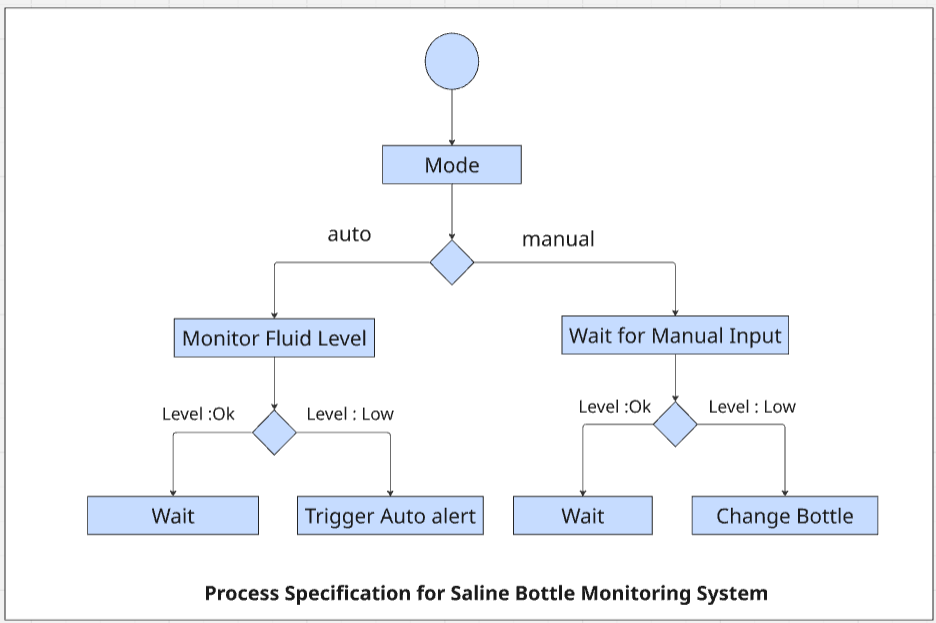 Mode
auto
manual
Monitor Fluid Level
Wait for Manual Input
Level :Ok
Level : Low
Level :Ok
Level : Low
Wait
Trigger Auto alert
Wait
Change Bottle
Process Specification for Saline Bottle Monitoring System